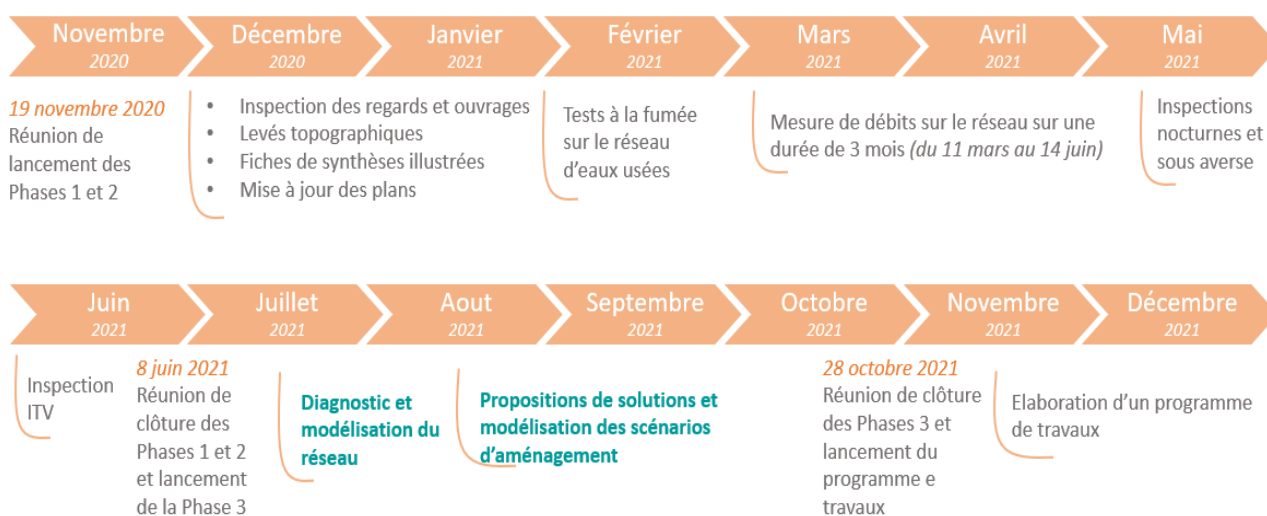 Novembre
2020
Décembre
2020
Janvier
2021
Février
2021
Mars
2021
Avril
2021
Mai
2021
19 novembre 2020
Réunion de
lancement des
Phases 1 et 2
• Inspection des regards et ouvrages
• Levés topographiques
• Fiches de synthèses illustrées
• Mise à jour des plans
Tests à la fumée
sur le réseau
d'eaux usées
Mesure de débits sur le réseau sur une
durée de 3 mois (du 11 mars au 14 juin)
Inspections
nocturnes et
sous averse
Juin
2021
Juillet
2021
Aout
2021
Septembre
2021
Octobre
2021
Novembre
2021
Décembre
2021
Inspection
ITV
8 juin 2021
Réunion de
clôture des
Phases 1 et 2
et lancement
de la Phase 3
Diagnostic et
modélisation du
réseau
Propositions de solutions et
modélisation des scénarios
d'aménagement
28 octobre 2021
Réunion de clôture
des Phases 3 et
lancement du
programme e
travaux
Elaboration d'un programme
de travaux